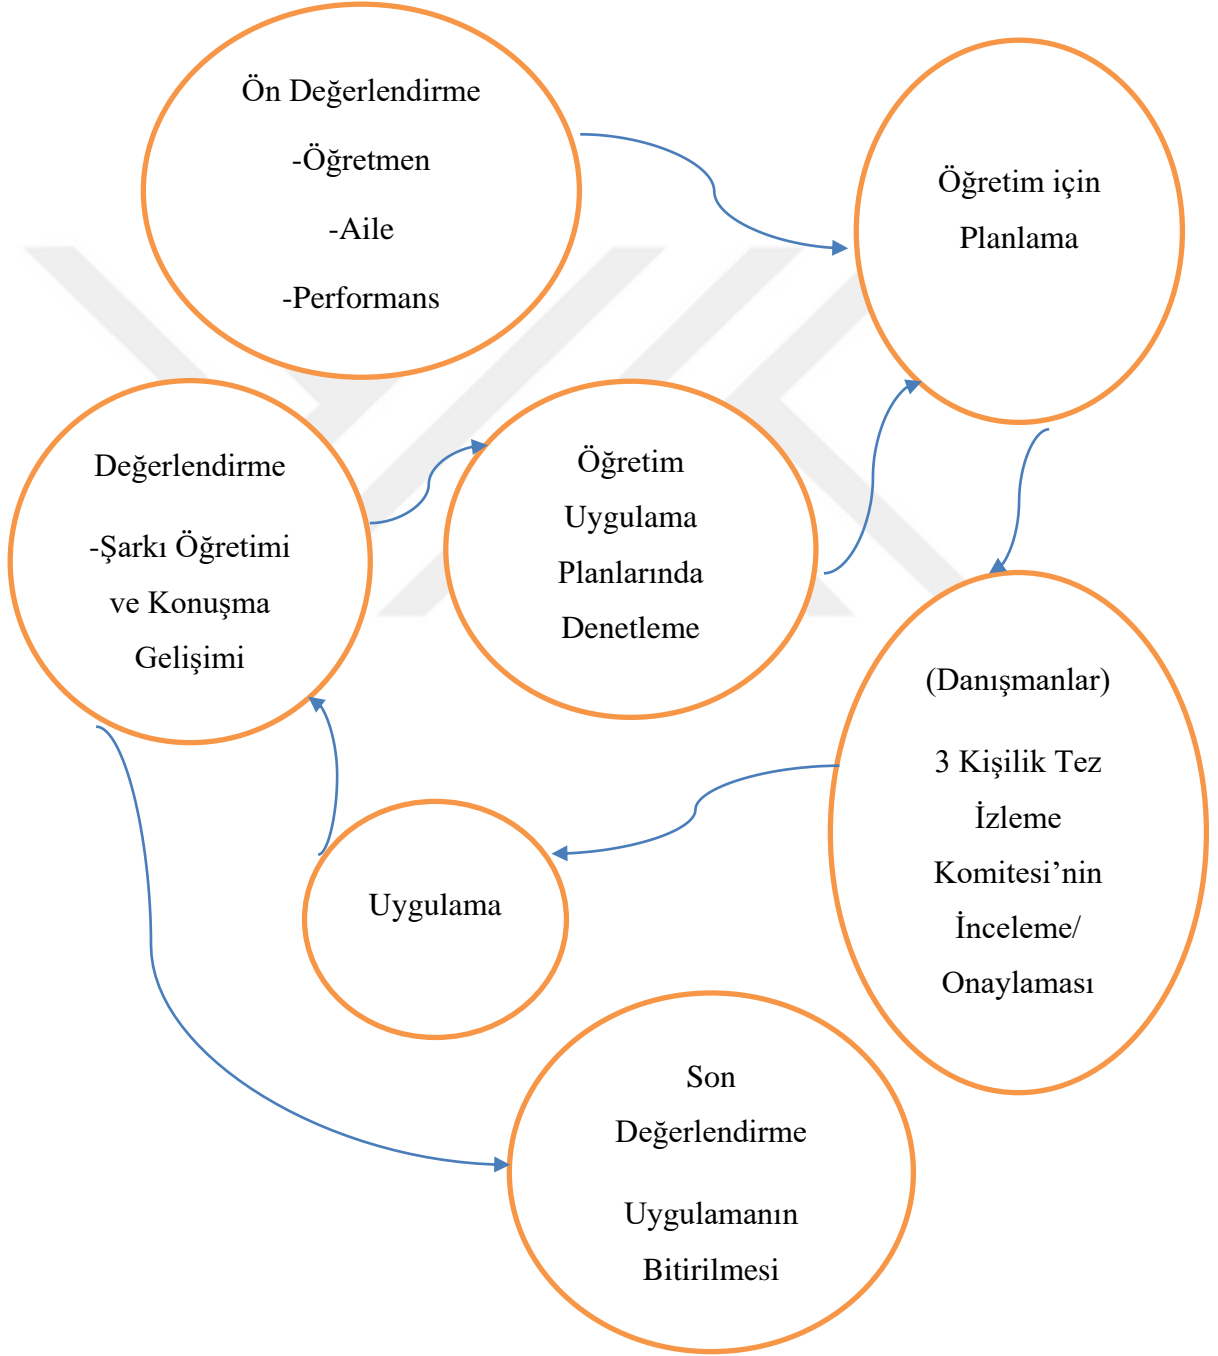 Ön Değerlendirme
-Öğretmen
-Aile
-Performans
Öğretim için
Planlama
Değerlendirme
-Şarkı Öğretimi
ve Konuşma
Gelişimi
Öğretim
Uygulama
Planlarında
Denetleme
(Danışmanlar)
3 Kişilik Tez
İzleme
Komitesi’nin
İnceleme/
Onaylaması
Uygulama
Son
Değerlendirme
Uygulamanın
Bitirilmesi